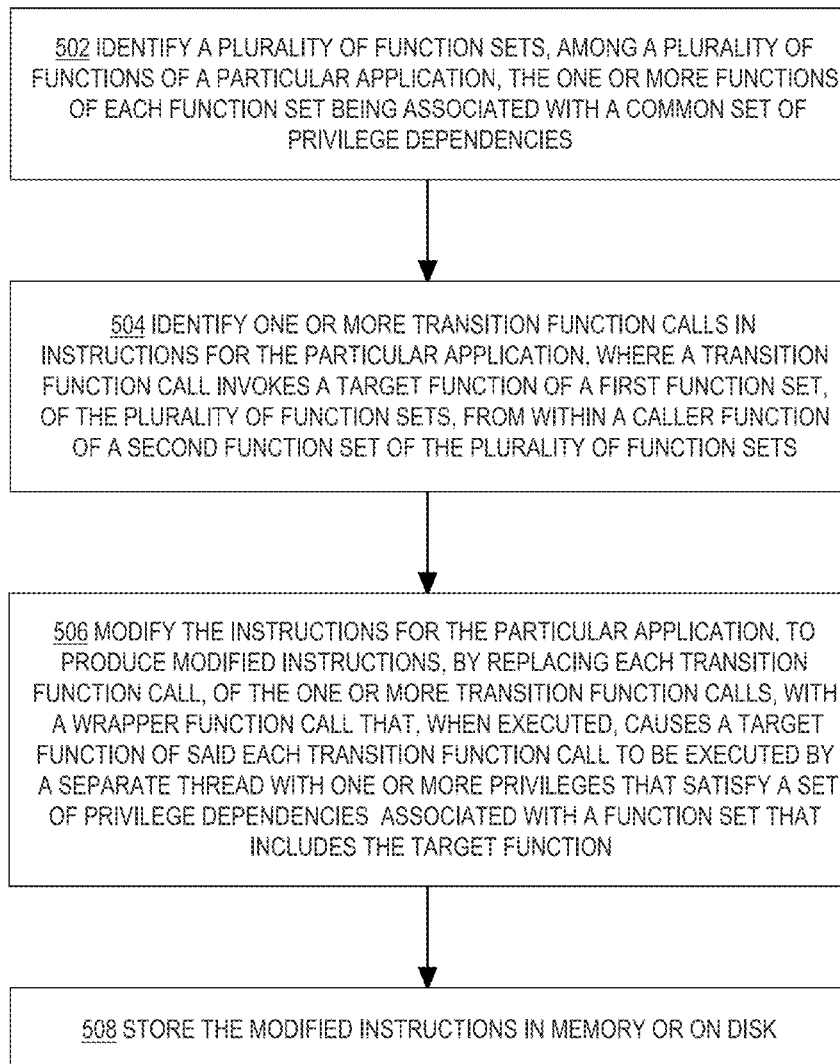 502 IDENTIFY A PLURALITY OF FUNCTION SETS, AMONG A PLURALITY OF
FUNCTIONS OF A PARTICULAR APPLICATION, THE ONE OR MORE FUNCTIONS
OF EACH FUNCTION SET BEING ASSOCIATED WITH A COMMON SET OF
PRIVILEGE DEPENDENCIES
504 IDENTIFY ONE OR MORE TRANSITION FUNCTION CALLS IN
INSTRUCTIONS FOR THE PARTICULAR APPLICATION, WHERE A TRANSITION
FUNCTION CALL INVOKES A TARGET FUNCTION OF A FIRST FUNCTION SET,
OF THE PLURALITY OF FUNCTION SETS, FROM WITHIN A CALLER FUNCTION
OF A SECOND FUNCTION SET OF THE PLURALITY OF FUNCTION SETS
506 MODIFY THE INSTRUCTIONS FOR THE PARTICULAR APPLICATION, TO
PRODUCE MODIFIED INSTRUCTIONS, BY REPLACING EACH TRANSITION
FUNCTION CALL, OF THE ONE OR MORE TRANSITION FUNCTION CALLS, WITH
A WRAPPER FUNCTION CALL THAT, WHEN EXECUTED, CAUSES A TARGET
FUNCTION OF SAID EACH TRANSITION FUNCTION CALL TO BE EXECUTED BY
A SEPARATE THREAD WITH ONE OR MORE PRIVILEGES THAT SATISFY A SET
OF PRIVILEGE DEPENDENCIES ASSOCIATED WITH A FUNCTION SET THAT
INCLUDES THE TARGET FUNCTION
508 STORE THE MODIFIED INSTRUCTIONS IN MEMORY OR ON DISK